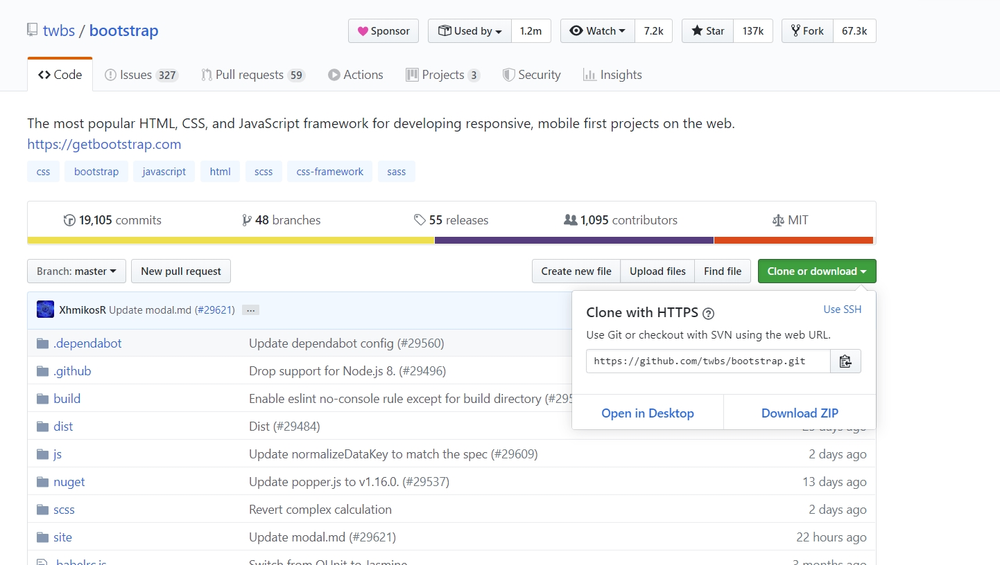 twbs / bootstrap
Sponsor Used by 1.2m Watch 7.2k Star 137k Fork 67.3k
Code Issues 327 Pull requests 59 Actions Projects 3 Security Insights
The most popular HTML, CSS, and JavaScript framework for developing responsive, mobile first projects on the web.
https://getbootstrap.com
css bootstrap javascript html scss css-framework sass
19,105 commits 48 branches 55 releases 1,095 contributors MIT
Branch: master New pull request Create new file Upload files Find file Clone or download
XhmikosR Update modal.md (#29621) ...
Clone with HTTPS ? Use SSH
Use Git or checkout with SVN using the web URL.
https://github.com/twbs/bootstrap.git
Open in Desktop Download ZIP
.dependabot Update dependabot config (#29560)
.github Drop support for Node.js 8. (#29496)
build Enable eslint no-console rule except for build directory (#295
dist Dist (#29484) days ago
js Update normalizeDataKey to match the spec (#29609) 2 days ago
nuget Update popper.js to v1.16.0. (#29537) 13 days ago
scss Revert complex calculation 2 days ago
site Update modal.md (#29621) 22 hours ago
.babelrc.js Switch from QUnit to Jasmine 3 months ago